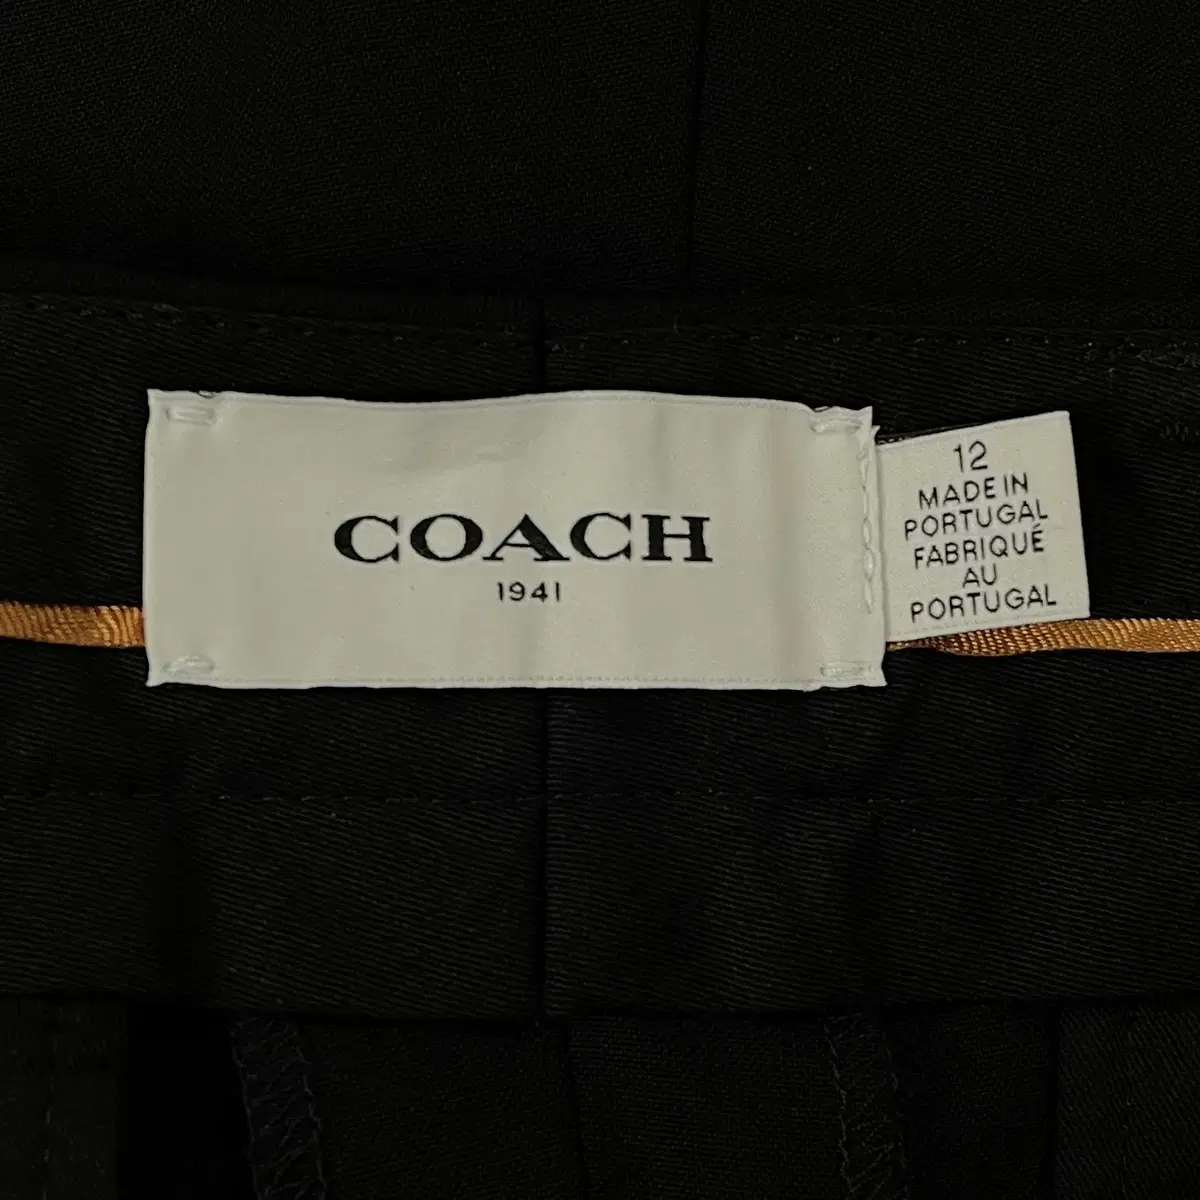 COACH
1941
12
MADE IN
PORTUGAL
FABRIQUÉ
AU
PORTUGAL